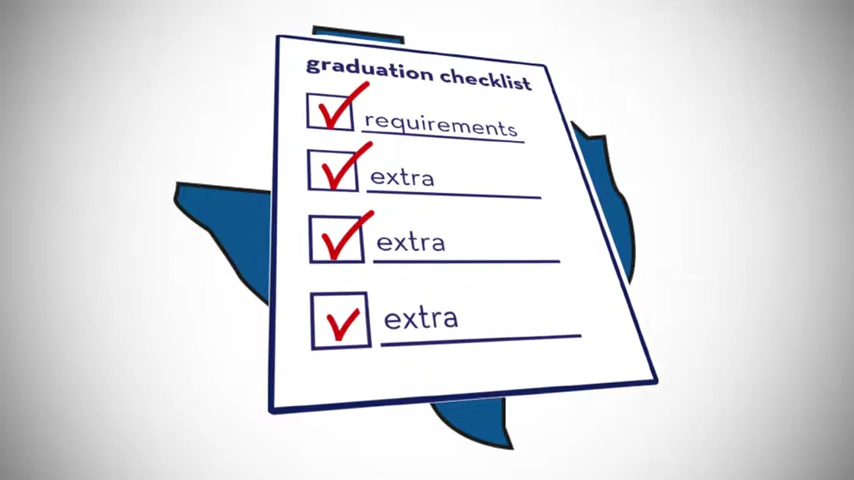 graduation checklist
requirements
extra
extra
extra